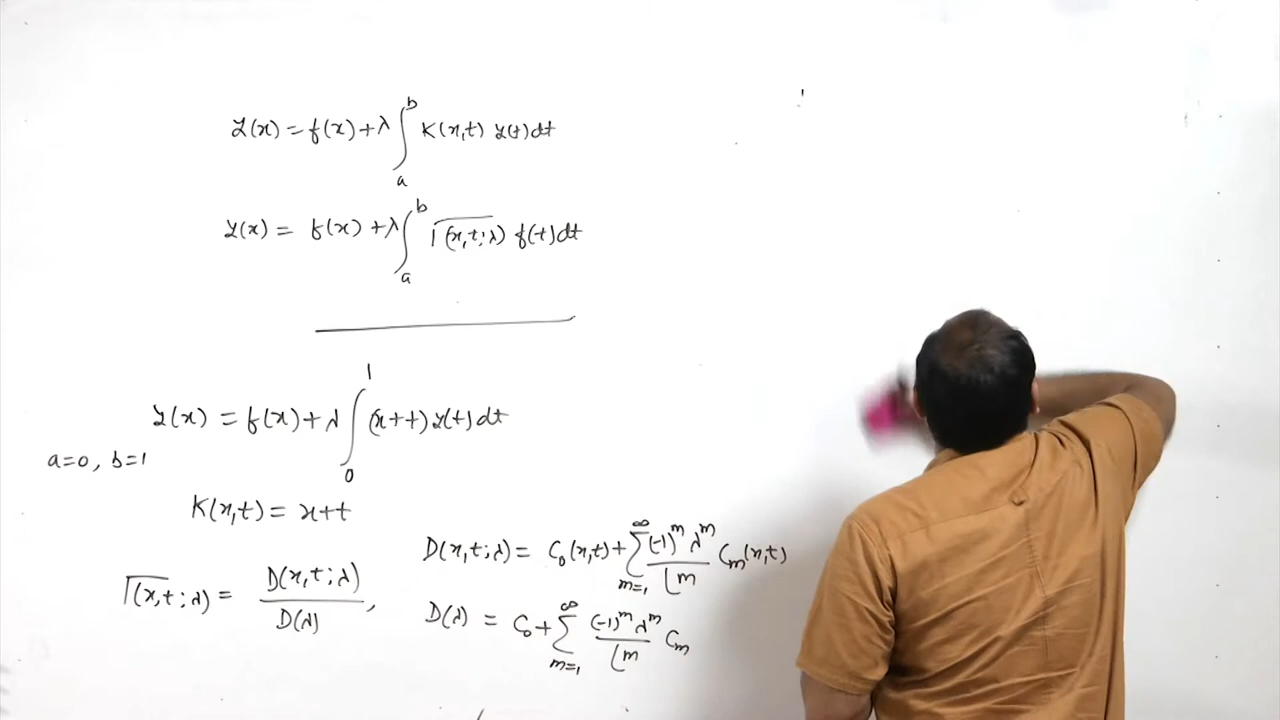 y(x) = f(x) + λ ∫_a^b K(x,t) y(t) dt
y(x) = f(x) + λ ∫_a^b Γ(x,t;λ) f(t) dt
y(x) = f(x) + λ ∫_0^1 (x+t) y(t) dt
a=0, b=1
K(x,t) = x+t
Γ(x,t;λ) = D(x,t;λ) / D(λ) ,
D(x,t;λ) = C_0(x,t) + Σ_{m=1}^∞ (-1)^m λ^m / ⌊m C_m(x,t)
D(λ) = C_0 + Σ_{m=1}^∞ (-1)^m λ^m / ⌊m C_m